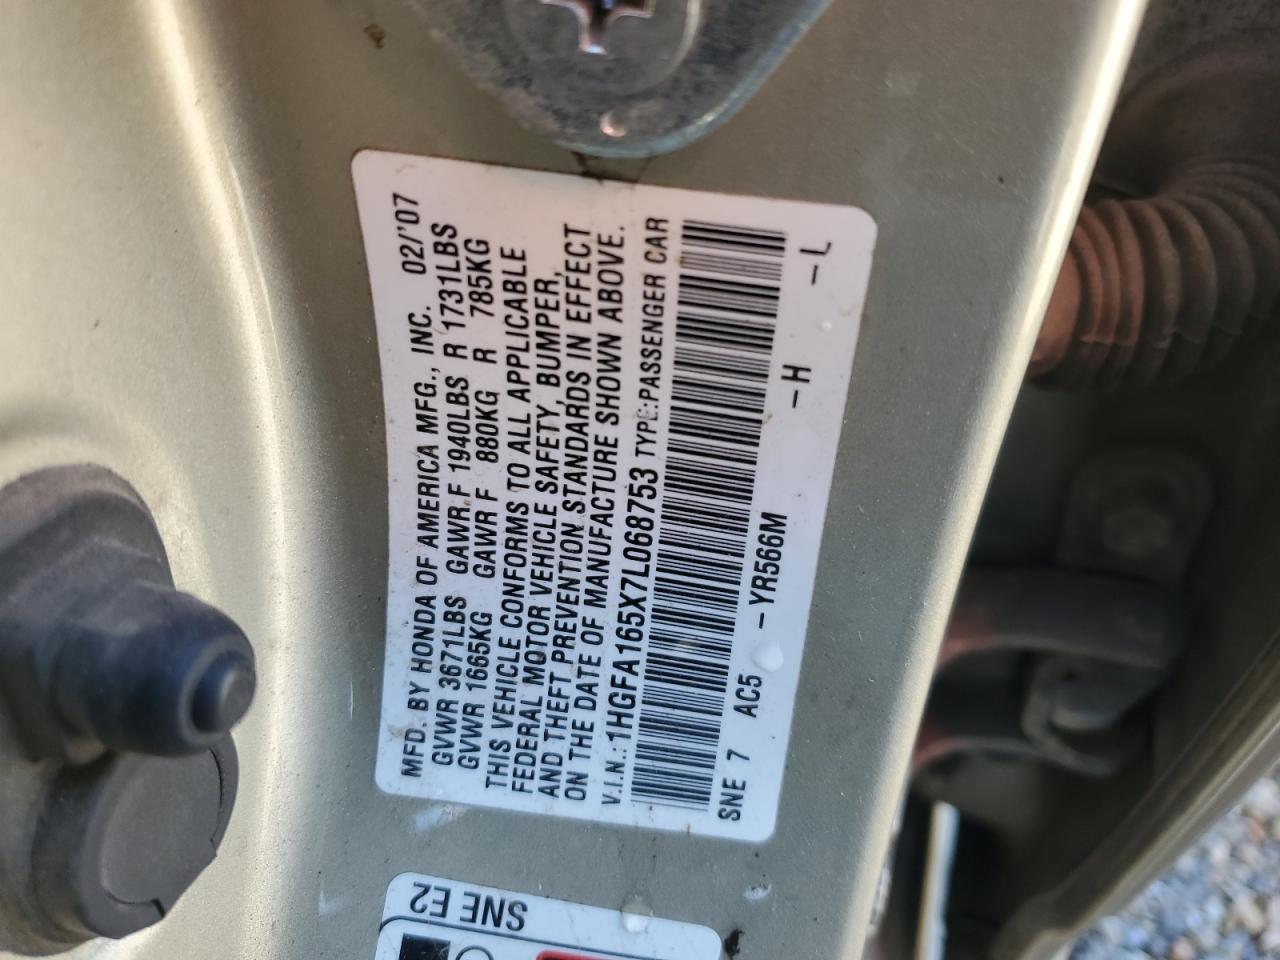 MFD. BY HONDA OF AMERICA MFG., INC. 02/'07
GVWR 3671LBS GAWR F 1940LBS R 1731LBS
GVWR 1665KG GAWR F 880KG R 785KG
THIS VEHICLE CONFORMS TO ALL APPLICABLE
FEDERAL MOTOR VEHICLE SAFETY, BUMPER,
AND THEFT PREVENTION STANDARDS IN EFFECT
ON THE DATE OF MANUFACTURE SHOWN ABOVE.
V.I.N.: 1HGFA165X7L068753 TYPE:PASSENGER CAR
SNE 7 AC5 - YR566M - H - L
SNE E2